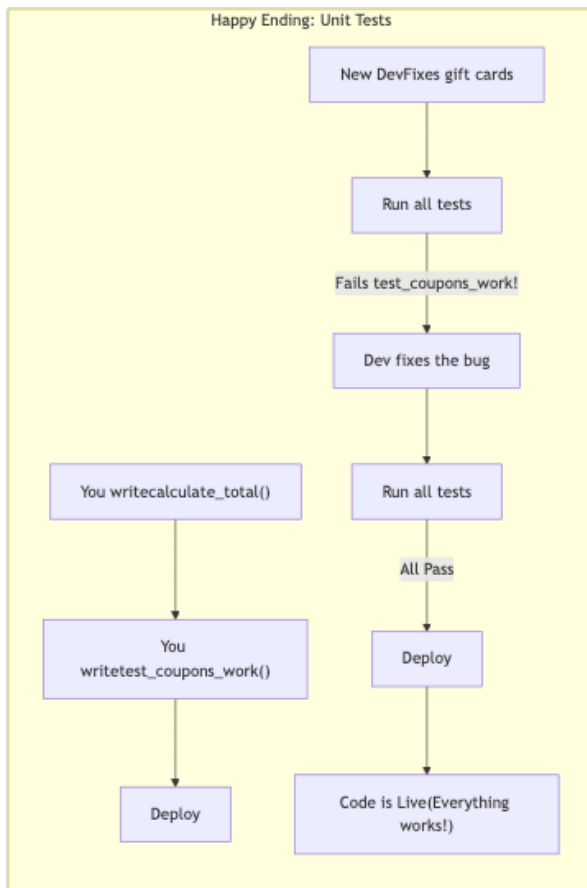 Happy Ending: Unit Tests
New DevFixes gift cards
Run all tests
Fails test_coupons_work!
Dev fixes the bug
You writecalculate_total()
Run all tests
All Pass
You
writetest_coupons_work()
Deploy
Deploy
Code is Live(Everything
works!)